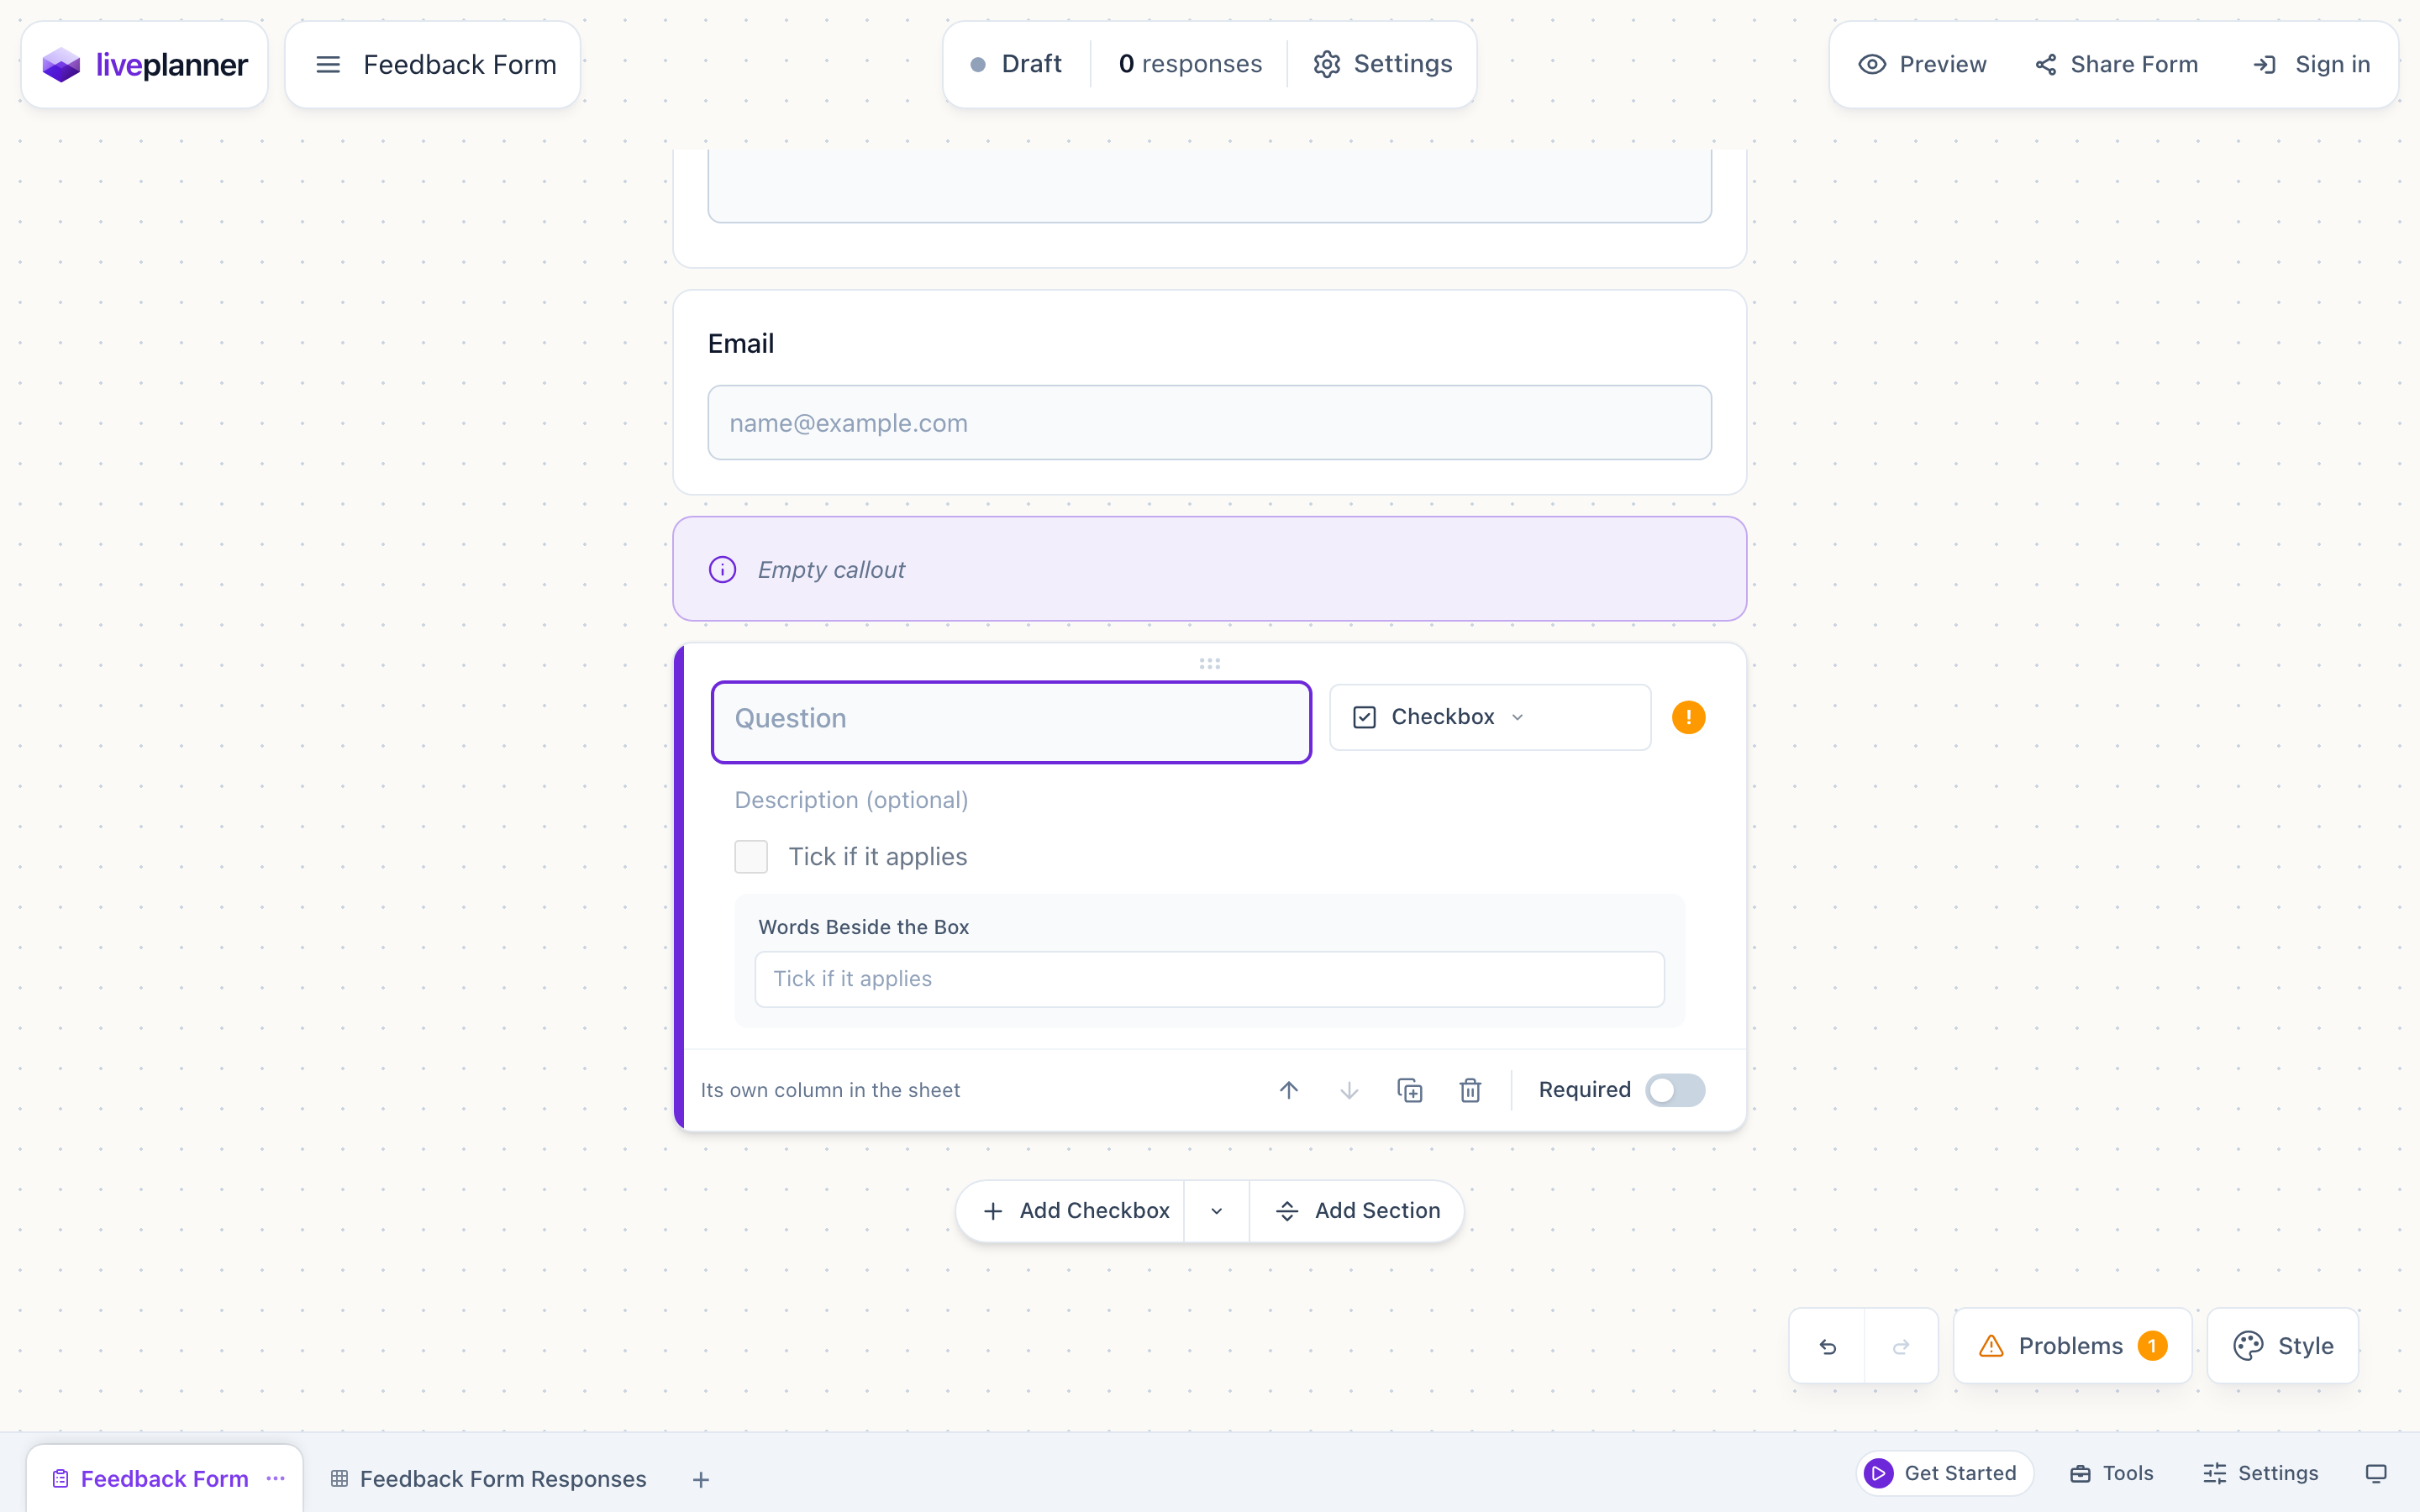 liveplanner
Feedback Form
Draft
0 responses
Settings
Preview
Share Form
Sign in
Email
name@example.com
Empty callout
Question
Checkbox
!
Description (optional)
Tick if it applies
Words Beside the Box
Tick if it applies
Its own column in the sheet
Required
Add Checkbox
Add Section
Problems 1
Style
Feedback Form
Feedback Form Responses
Get Started
Tools
Settings